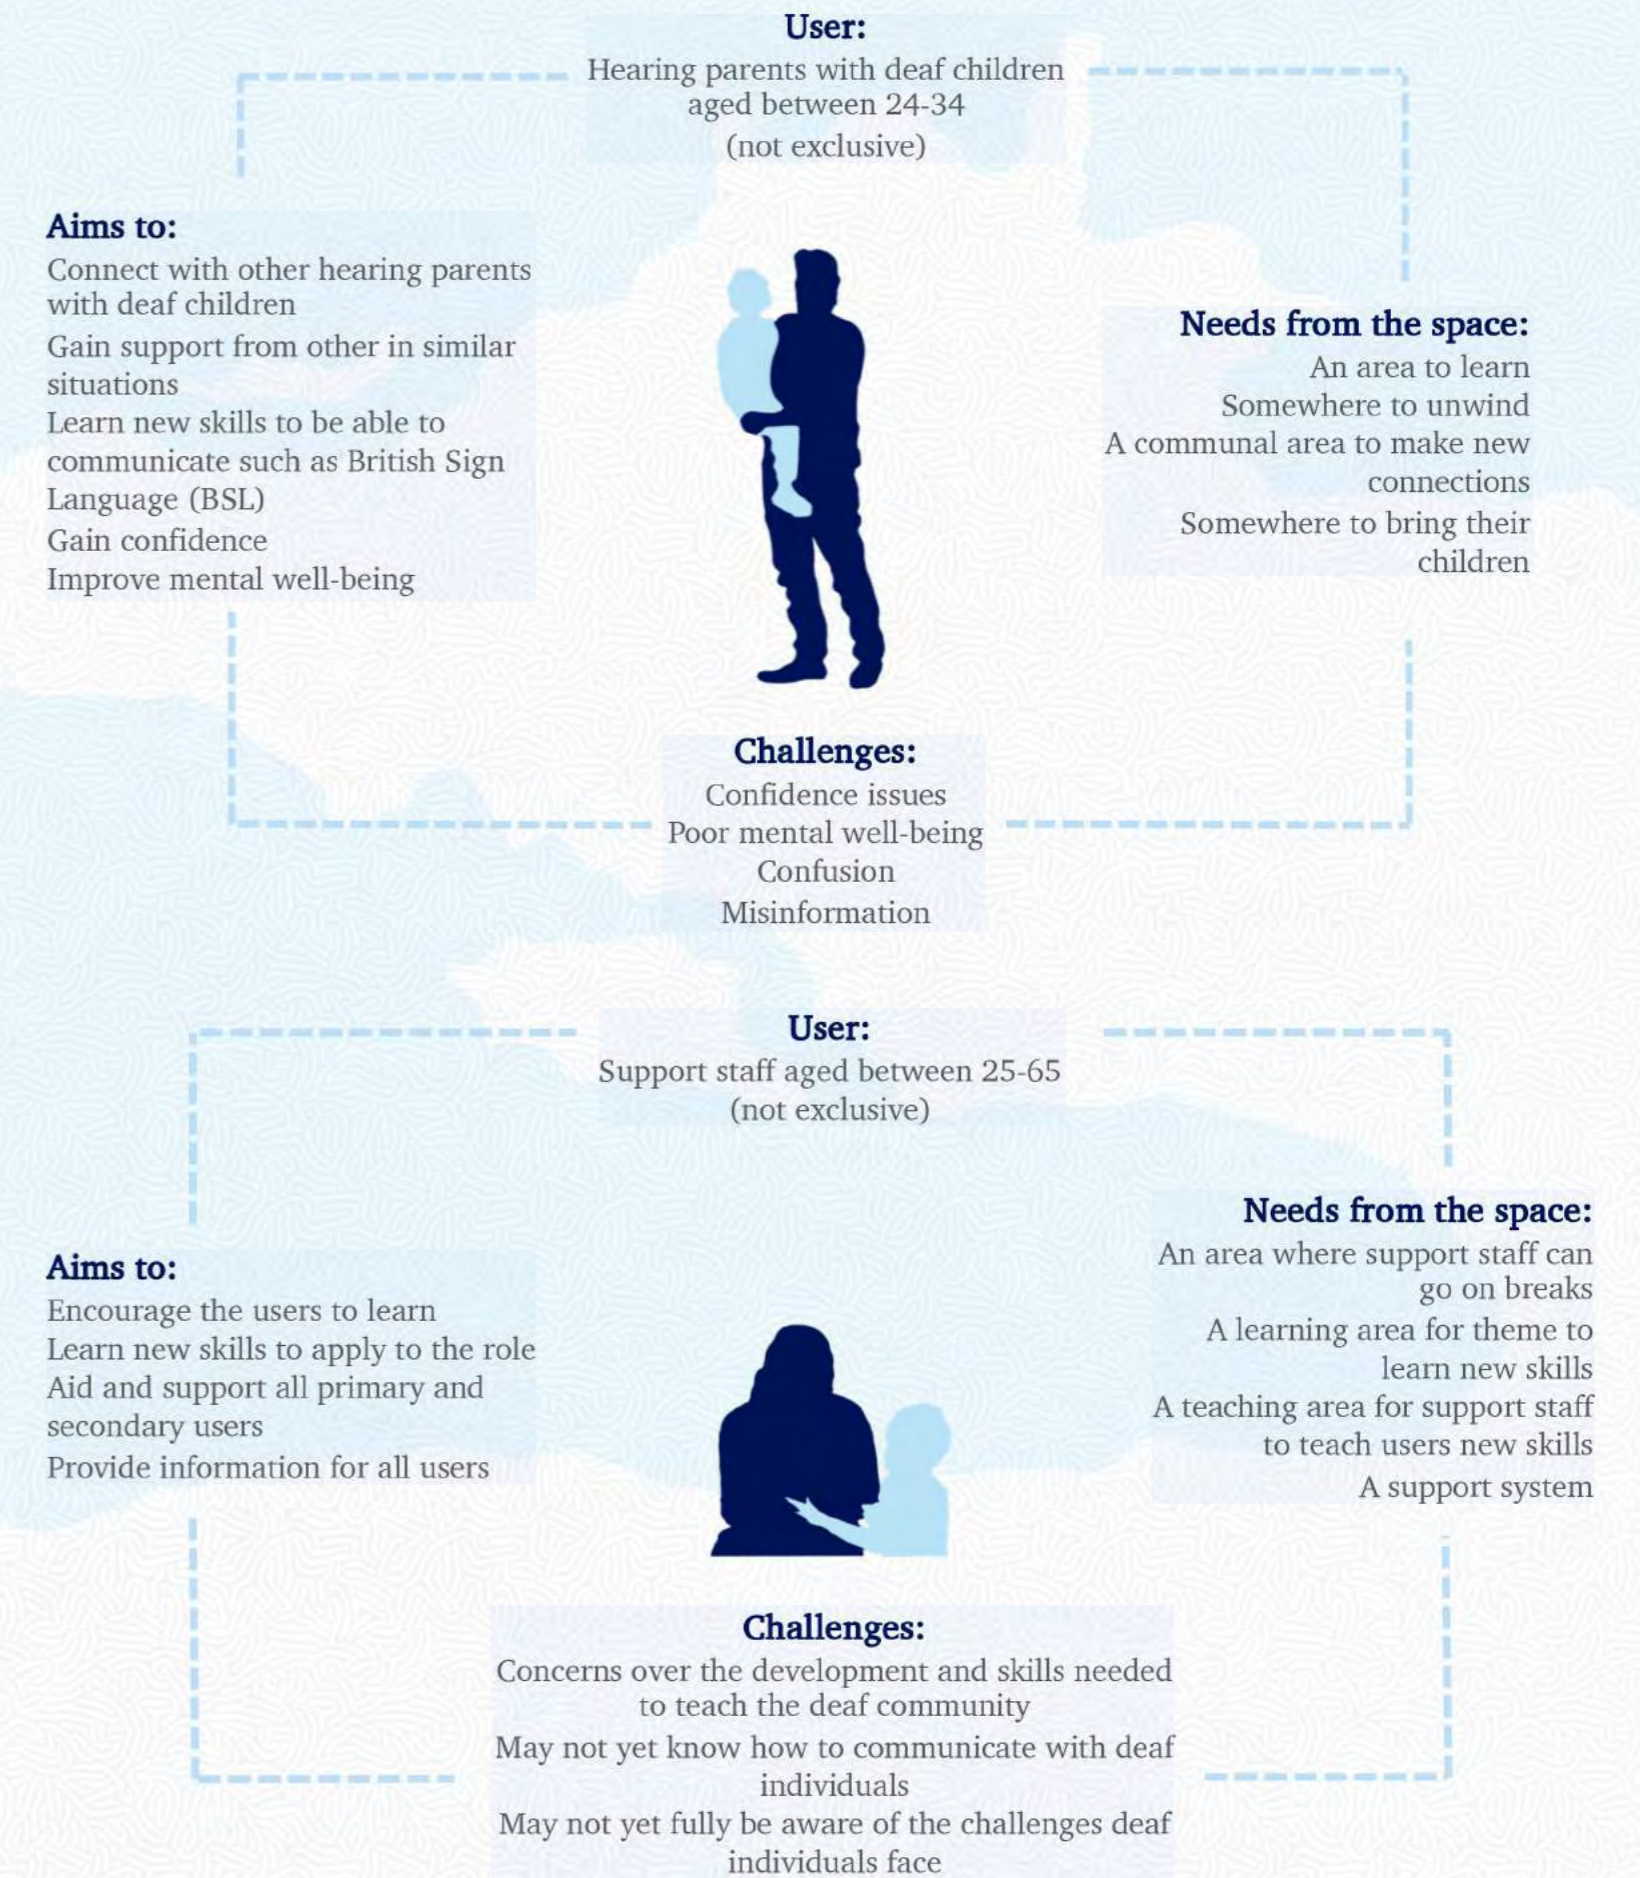 User:
Hearing parents with deaf children
aged between 24-34
(not exclusive)
Aims to:
Connect with other hearing parents
with deaf children
Gain support from other in similar
situations
Learn new skills to be able to
communicate such as British Sign
Language (BSL)
Gain confidence
Improve mental well-being
Needs from the space:
An area to learn
Somewhere to unwind
A communal area to make new
connections
Somewhere to bring their
children
Challenges:
Confidence issues
Poor mental well-being
Confusion
Misinformation
User:
Support staff aged between 25-65
(not exclusive)
Aims to:
Encourage the users to learn
Learn new skills to apply to the role
Aid and support all primary and
secondary users
Provide information for all users
Needs from the space:
An area where support staff can
go on breaks
A learning area for theme to
learn new skills
A teaching area for support staff
to teach users new skills
A support system
Challenges:
Concerns over the development and skills needed
to teach the deaf community
May not yet know how to communicate with deaf
individuals
May not yet fully be aware of the challenges deaf
individuals face